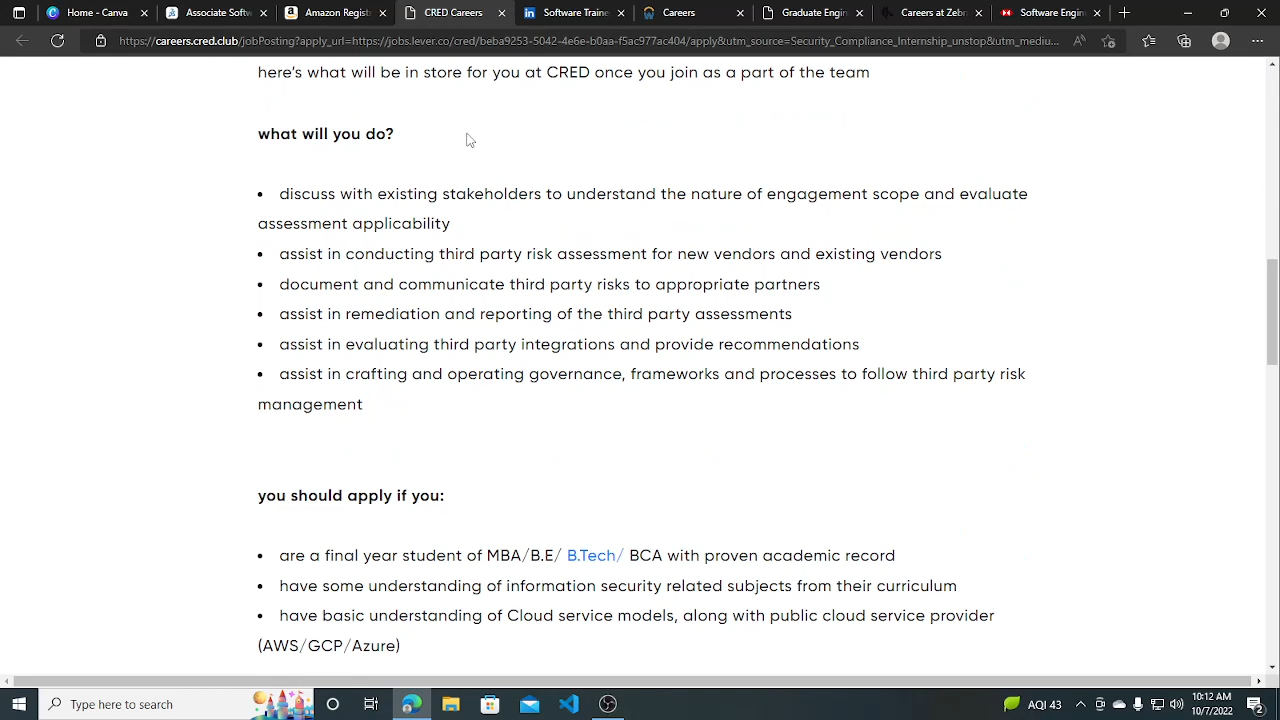 Home - Canva
Associate Softw
Amazon Registra
CRED Careers
Software Traine
Careers
Graduate Engin
Careers at Zebr
Software Engin
https://careers.cred.club/jobPosting?apply_url=https://jobs.lever.co/cred/beba9253-5042-4e6e-b0aa-f5ac977ac404/apply&utm_source=Security_Compliance_Internship_unstop&utm_mediu...
here's what will be in store for you at CRED once you join as a part of the team
what will you do?
• discuss with existing stakeholders to understand the nature of engagement scope and evaluate
assessment applicability
• assist in conducting third party risk assessment for new vendors and existing vendors
• document and communicate third party risks to appropriate partners
• assist in remediation and reporting of the third party assessments
• assist in evaluating third party integrations and provide recommendations
• assist in crafting and operating governance, frameworks and processes to follow third party risk
management
you should apply if you:
• are a final year student of MBA/B.E/ B.Tech/ BCA with proven academic record
• have some understanding of information security related subjects from their curriculum
• have basic understanding of Cloud service models, along with public cloud service provider
(AWS/GCP/Azure)
Type here to search
AQI 43
10:12 AM
10/7/2022
2